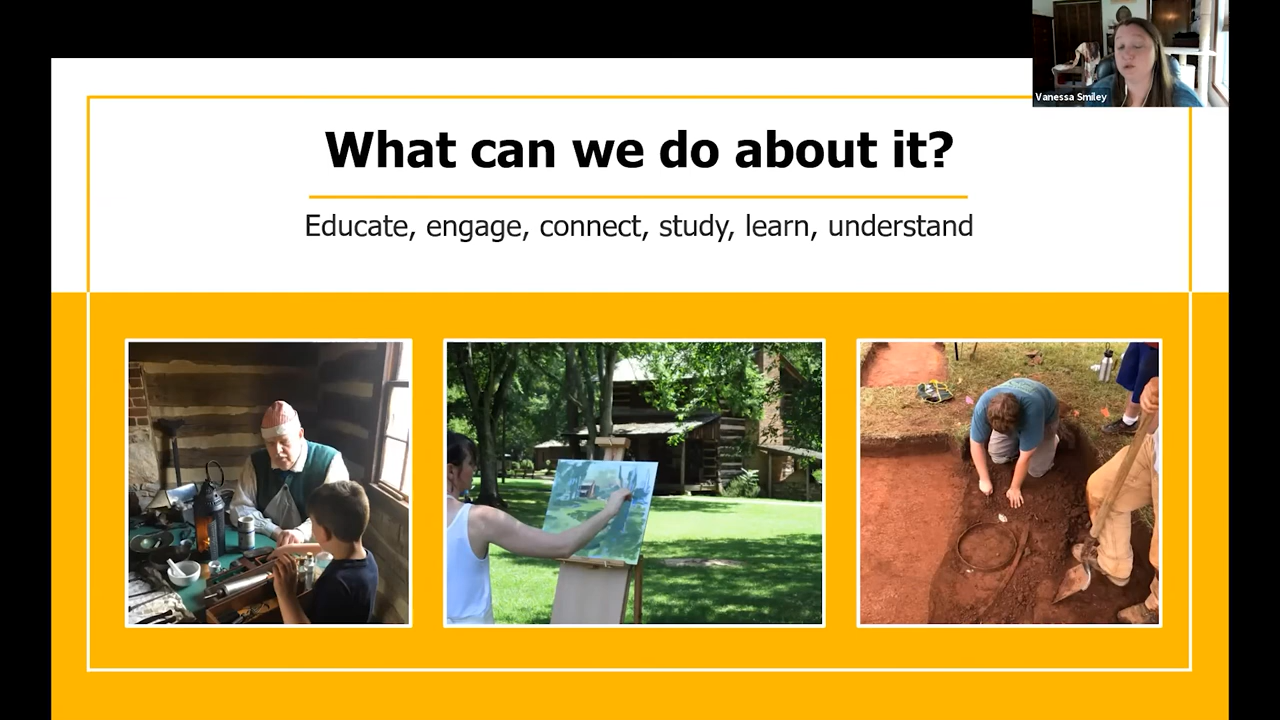 Vanessa Smiley
What can we do about it?
Educate, engage, connect, study, learn, understand